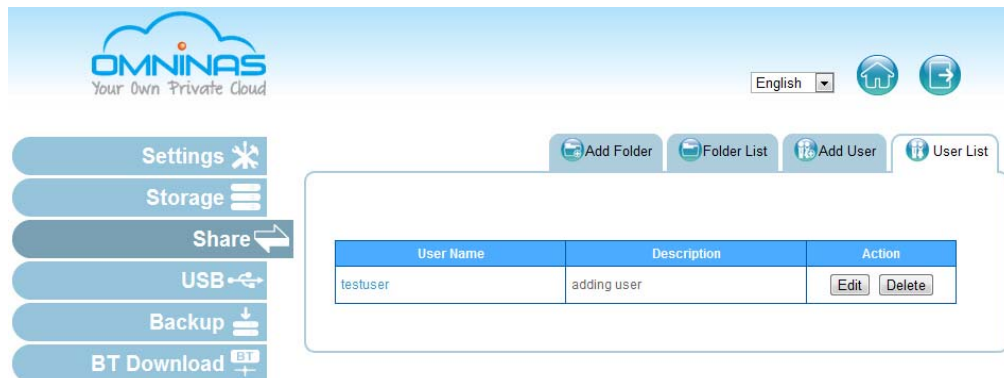 OMNINAS
Your Own Private Cloud
English
Settings
Add Folder
Folder List
Add User
User List
Storage
Share
User Name Description Action
USB
testuser adding user Edit Delete
Backup
BT Download BT